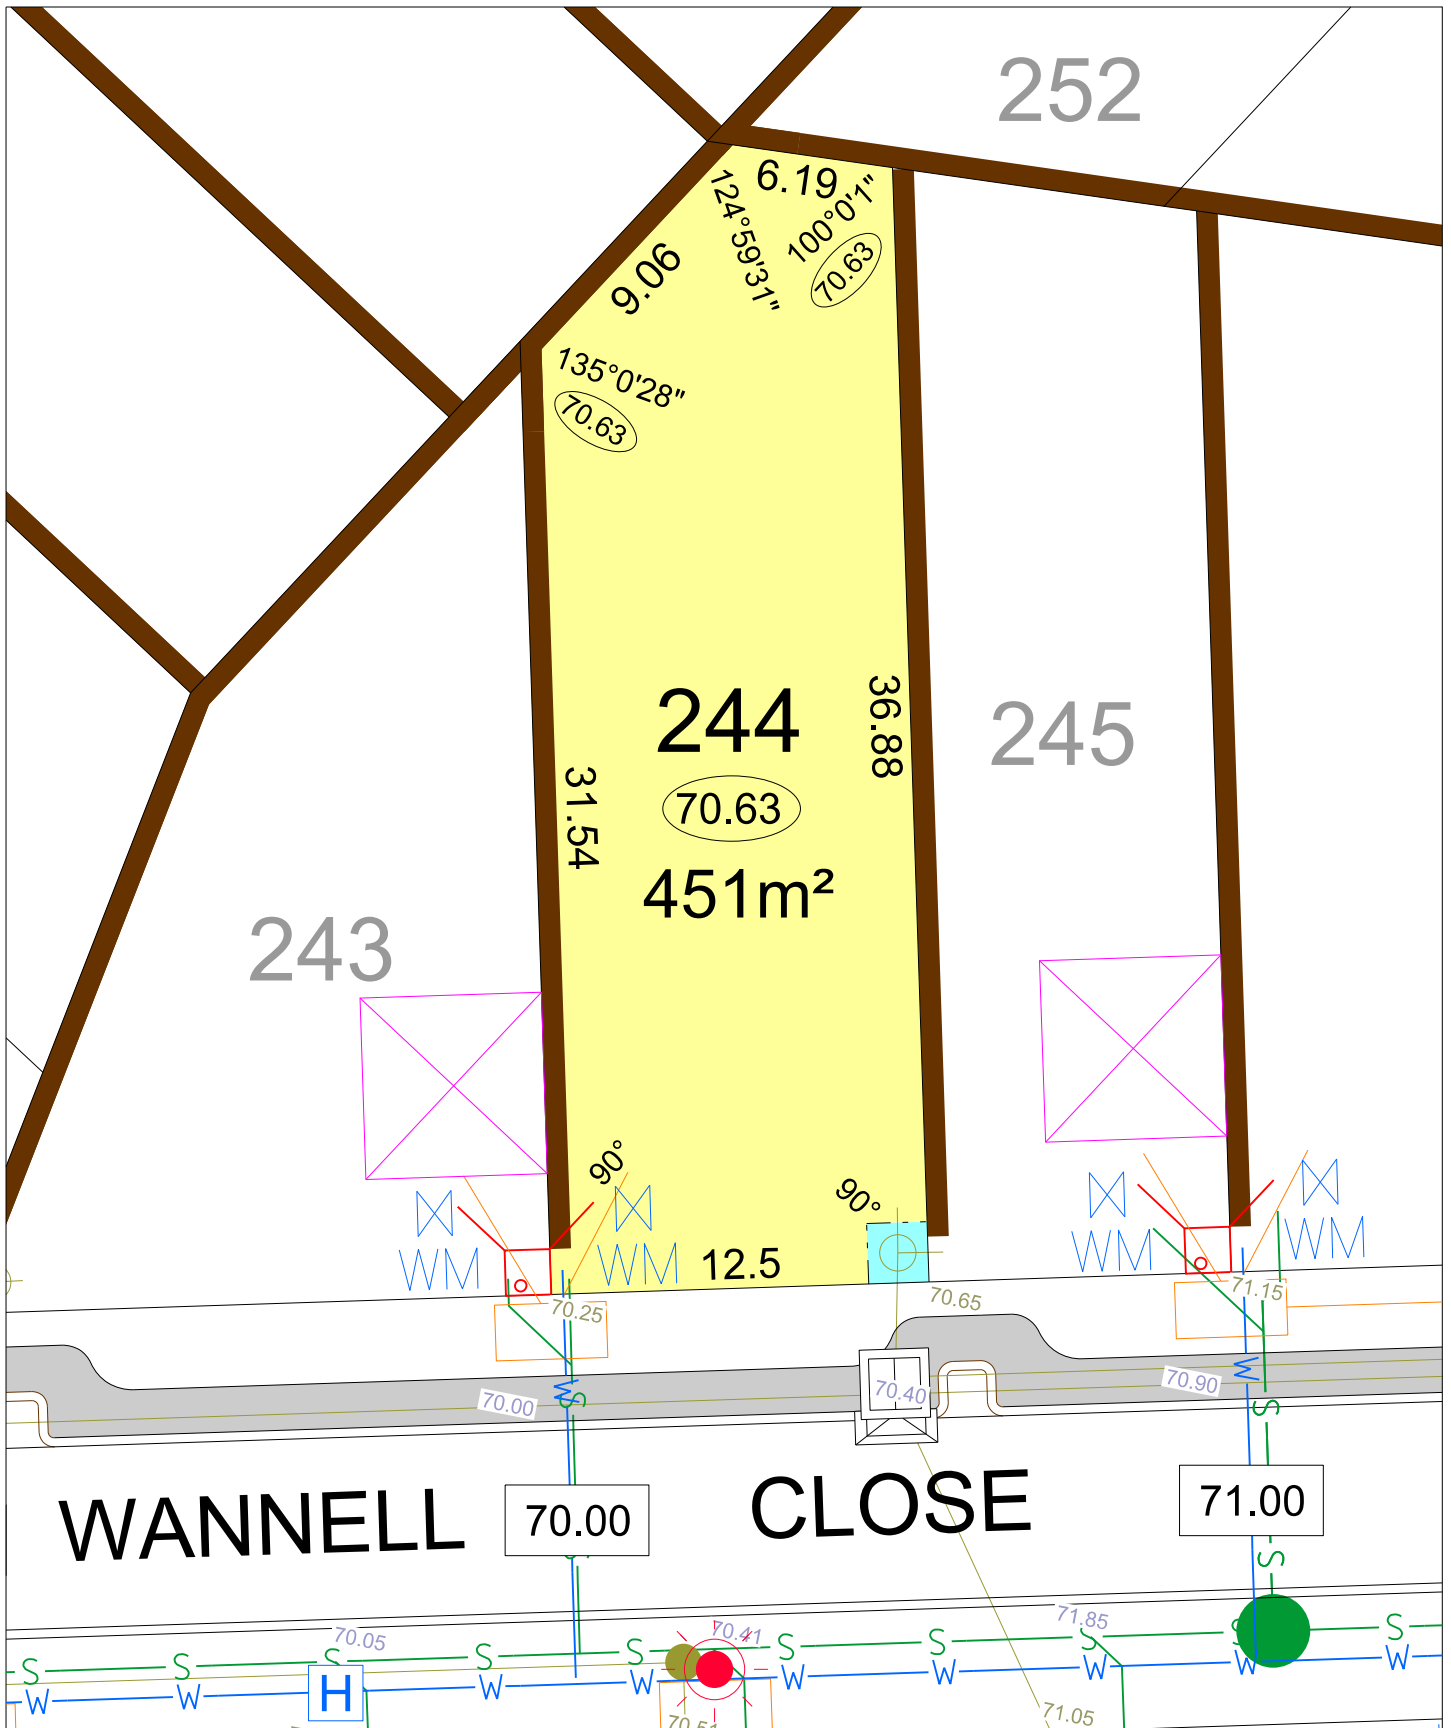 252
6.19
124°59'31"
100°0'1"
70.63
9.06
135°0'28"
70.63
244
70.63
451m²
36.88
31.54
245
243
90°
90°
12.5
WM
WM
WM
WM
70.25
70.65
71.15
70.00
70.40
70.90
W
S
W
S
WANNELL CLOSE
70.00
71.00
S
70.05
70.41
71.85
S
S
S
S
S
S
S
S
S
W
W
H
W
W
W
W
W
W
W
71.05